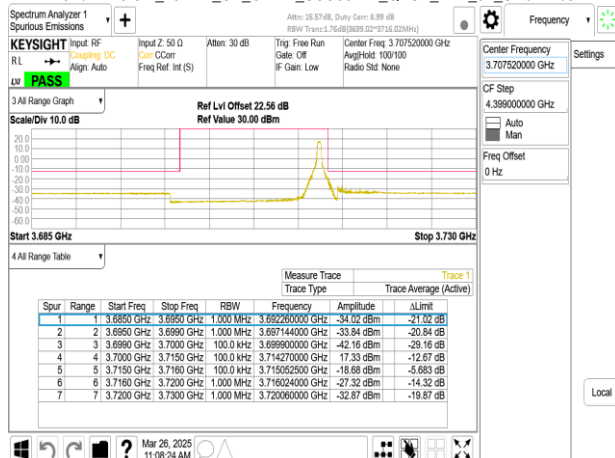 Spectrum Analyzer 1
Spurious Emissions
Attn: 15.57dB, Duty Corr: 6.99 dB
RBW Trans:1.76dB(3699.02~3716.02MHz)
Frequency
Settings
KEYSIGHT
Input: RF
Coupling: DC
Align: Auto
Input Z: 50 Ω
Corr CCorr
Freq Ref: Int (S)
Atten: 30 dB
Trig: Free Run
Gate: Off
IF Gain: Low
Center Freq: 3.707520000 GHz
Avg|Hold: 100/100
Radio Std: None
RL
PASS
Center Frequency
3.707520000 GHz
CF Step
4.399000000 GHz
Auto
Man
Freq Offset
0 Hz
3 All Range Graph
Scale/Div 10.0 dB
Ref Lvl Offset 22.56 dB
Ref Value 30.00 dBm
20.0
10.0
0.00
-10.0
-20.0
-30.0
-40.0
-50.0
-60.0
Start 3.685 GHz
Stop 3.730 GHz
4 All Range Table
Measure Trace Trace 1
Trace Type Trace Average (Active)
Spur Range Start Freq Stop Freq RBW Frequency Amplitude ΔLimit
1 1 3.6850 GHz 3.6950 GHz 1.000 MHz 3.692260000 GHz -34.02 dBm -21.02 dB
2 2 3.6950 GHz 3.6990 GHz 1.000 MHz 3.697144000 GHz -33.84 dBm -20.84 dB
3 3 3.6990 GHz 3.7000 GHz 100.0 kHz 3.699900000 GHz -42.16 dBm -29.16 dB
4 4 3.7000 GHz 3.7150 GHz 100.0 kHz 3.714270000 GHz 17.33 dBm -12.67 dB
5 5 3.7150 GHz 3.7160 GHz 100.0 kHz 3.715052500 GHz -18.68 dBm -5.683 dB
6 6 3.7160 GHz 3.7200 GHz 1.000 MHz 3.716024000 GHz -27.32 dBm -14.32 dB
7 7 3.7200 GHz 3.7300 GHz 1.000 MHz 3.720060000 GHz -32.87 dBm -19.87 dB
Local
?
Mar 26, 2025
11:08:24 AM